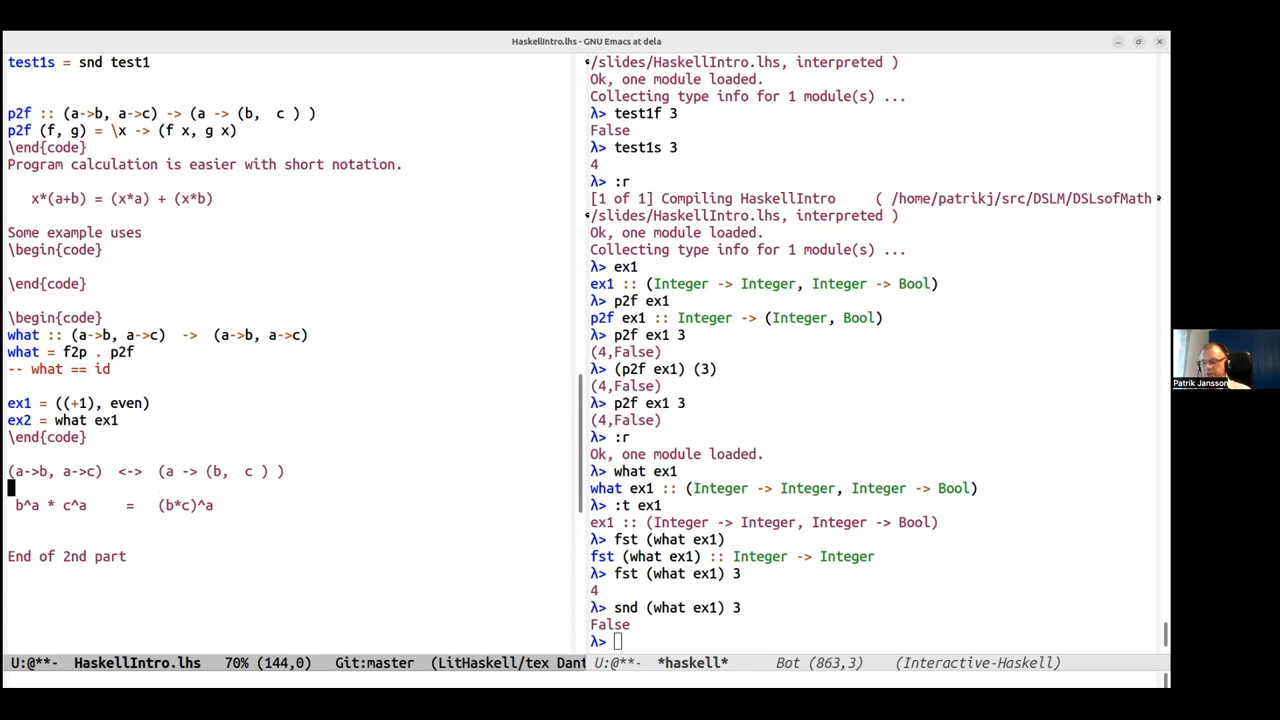 HaskellIntro.lhs - GNU Emacs at dela
test1s = snd test1
p2f :: (a->b, a->c) -> (a -> (b,  c ) )
p2f (f, g) = \x -> (f x, g x)
\end{code}
Program calculation is easier with short notation.
x*(a+b) = (x*a) + (x*b)
Some example uses
\begin{code}
\end{code}
\begin{code}
what :: (a->b, a->c)  ->  (a->b, a->c)
what = f2p . p2f
-- what == id
ex1 = ((+1), even)
ex2 = what ex1
\end{code}
(a->b, a->c)  <->  (a -> (b,  c ) )
b^a * c^a     =   (b*c)^a
End of 2nd part
U:@**-  HaskellIntro.lhs   70% (144,0)   Git:master  (LitHaskell/tex Dant
/slides/HaskellIntro.lhs, interpreted )
Ok, one module loaded.
Collecting type info for 1 module(s) ...
λ> test1f 3
False
λ> test1s 3
4
λ> :r
[1 of 1] Compiling HaskellIntro     ( /home/patrikj/src/DSLM/DSLsofMath
/slides/HaskellIntro.lhs, interpreted )
Ok, one module loaded.
Collecting type info for 1 module(s) ...
λ> ex1
ex1 :: (Integer -> Integer, Integer -> Bool)
λ> p2f ex1
p2f ex1 :: Integer -> (Integer, Bool)
λ> p2f ex1 3
(4,False)
λ> (p2f ex1) (3)
(4,False)
λ> p2f ex1 3
(4,False)
λ> :r
Ok, one module loaded.
λ> what ex1
what ex1 :: (Integer -> Integer, Integer -> Bool)
λ> :t ex1
ex1 :: (Integer -> Integer, Integer -> Bool)
λ> fst (what ex1)
fst (what ex1) :: Integer -> Integer
λ> fst (what ex1) 3
4
λ> snd (what ex1) 3
False
λ>
U:@**-  *haskell*      Bot (863,3)    (Interactive-Haskell)
Patrik Jansson